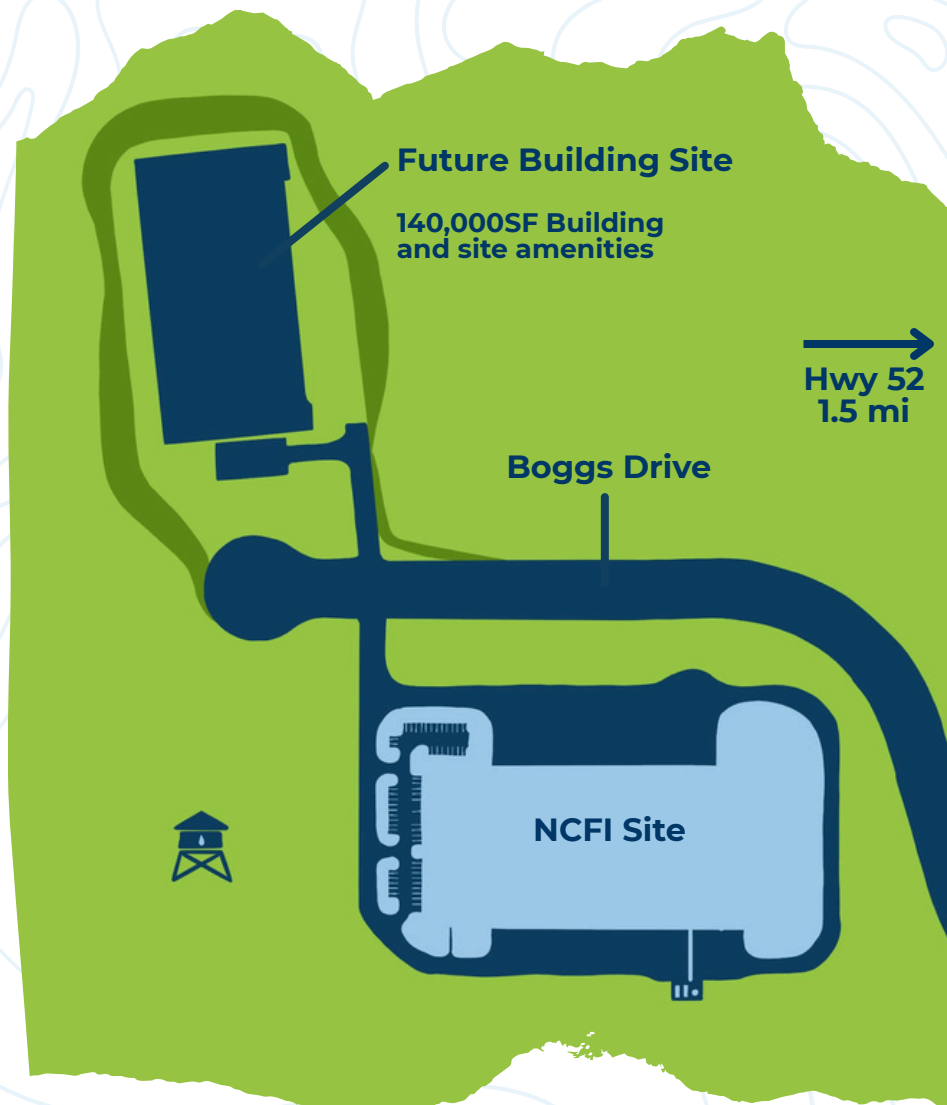 Future Building Site
140,000SF Building
and site amenities
Hwy 52
1.5 mi
Boggs Drive
NCFI Site